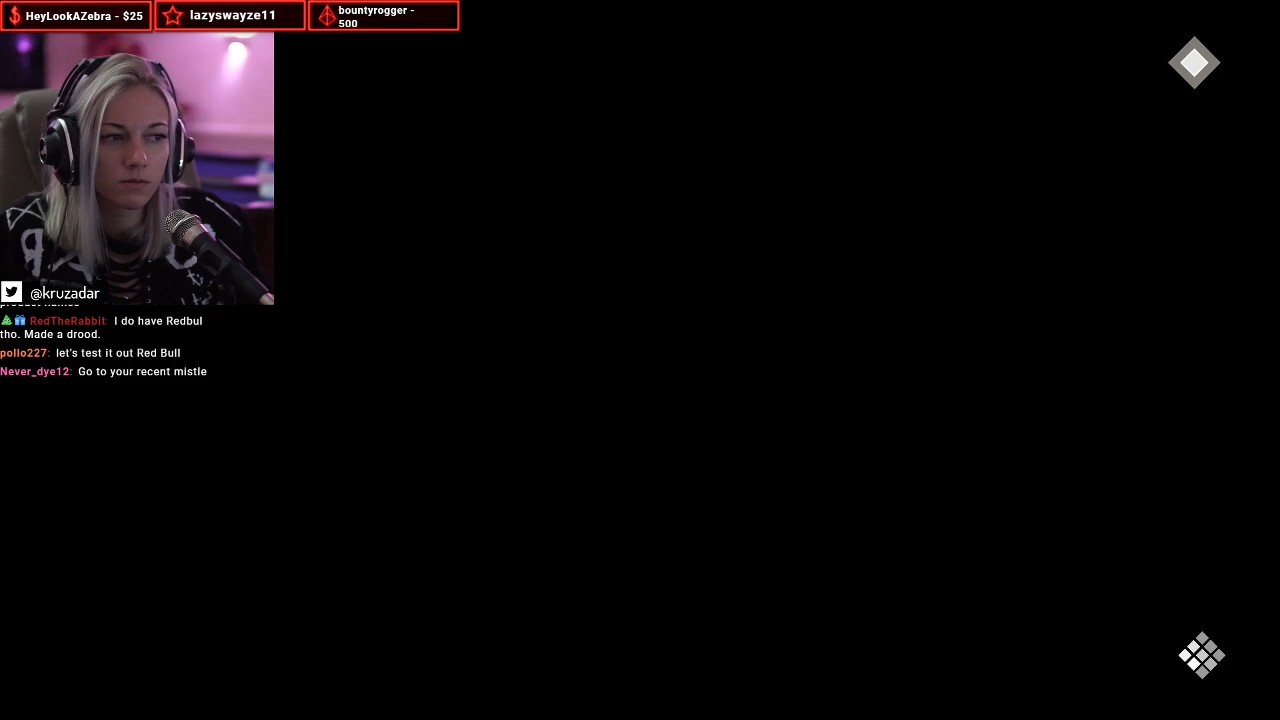 HeyLookAZebra - $25
lazyswayze11
bountyrogger -
500
@kruzadar
RedTheRabbit: I do have Redbul
tho. Made a drood.
pollo227: let's test it out Red Bull
Never_dye12: Go to your recent mistle